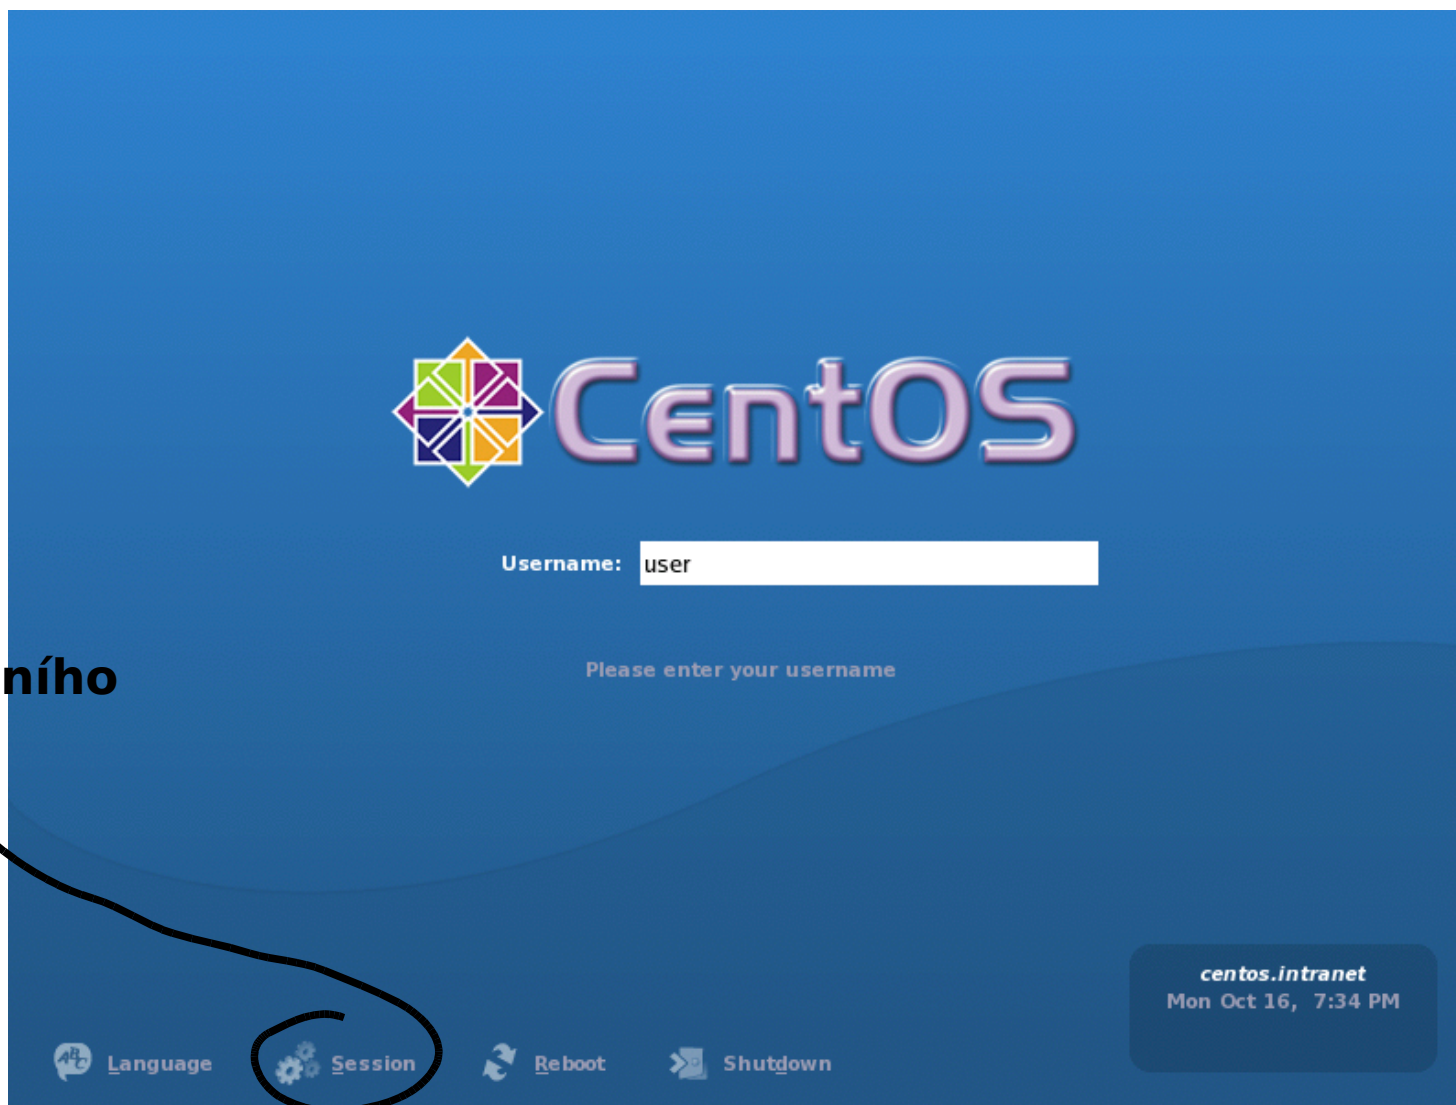 CentOS
Username: user
ního
Please enter your username
centos.intranet
Mon Oct 16, 7:34 PM
ABC Language Session Reboot Shutdown